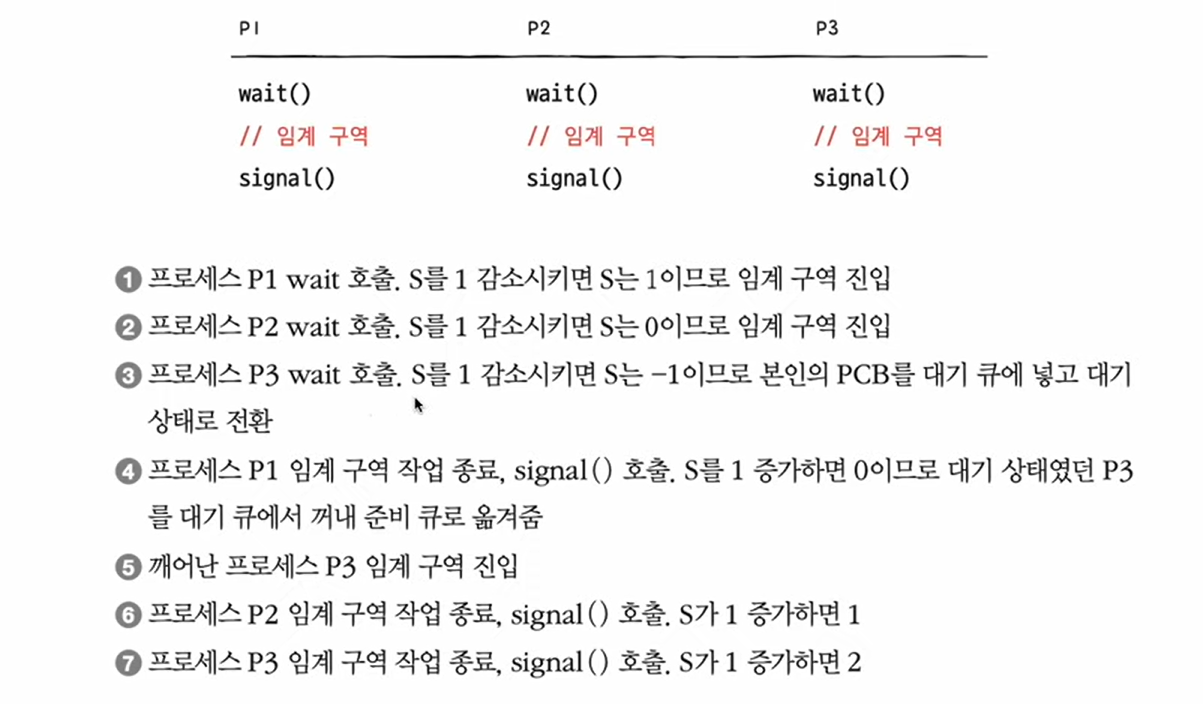 P1 P2 P3
wait() wait() wait()
// 임계 구역 // 임계 구역 // 임계 구역
signal() signal() signal()
1 프로세스 P1 wait 호출. S를 1 감소시키면 S는 1이므로 임계 구역 진입
2 프로세스 P2 wait 호출. S를 1 감소시키면 S는 0이므로 임계 구역 진입
3 프로세스 P3 wait 호출. S를 1 감소시키면 S는 −1이므로 본인의 PCB를 대기 큐에 넣고 대기
상태로 전환
4 프로세스 P1 임계 구역 작업 종료, signal() 호출. S를 1 증가하면 0이므로 대기 상태였던 P3
를 대기 큐에서 꺼내 준비 큐로 옮겨줌
5 깨어난 프로세스 P3 임계 구역 진입
6 프로세스 P2 임계 구역 작업 종료, signal() 호출. S가 1 증가하면 1
7 프로세스 P3 임계 구역 작업 종료, signal() 호출. S가 1 증가하면 2